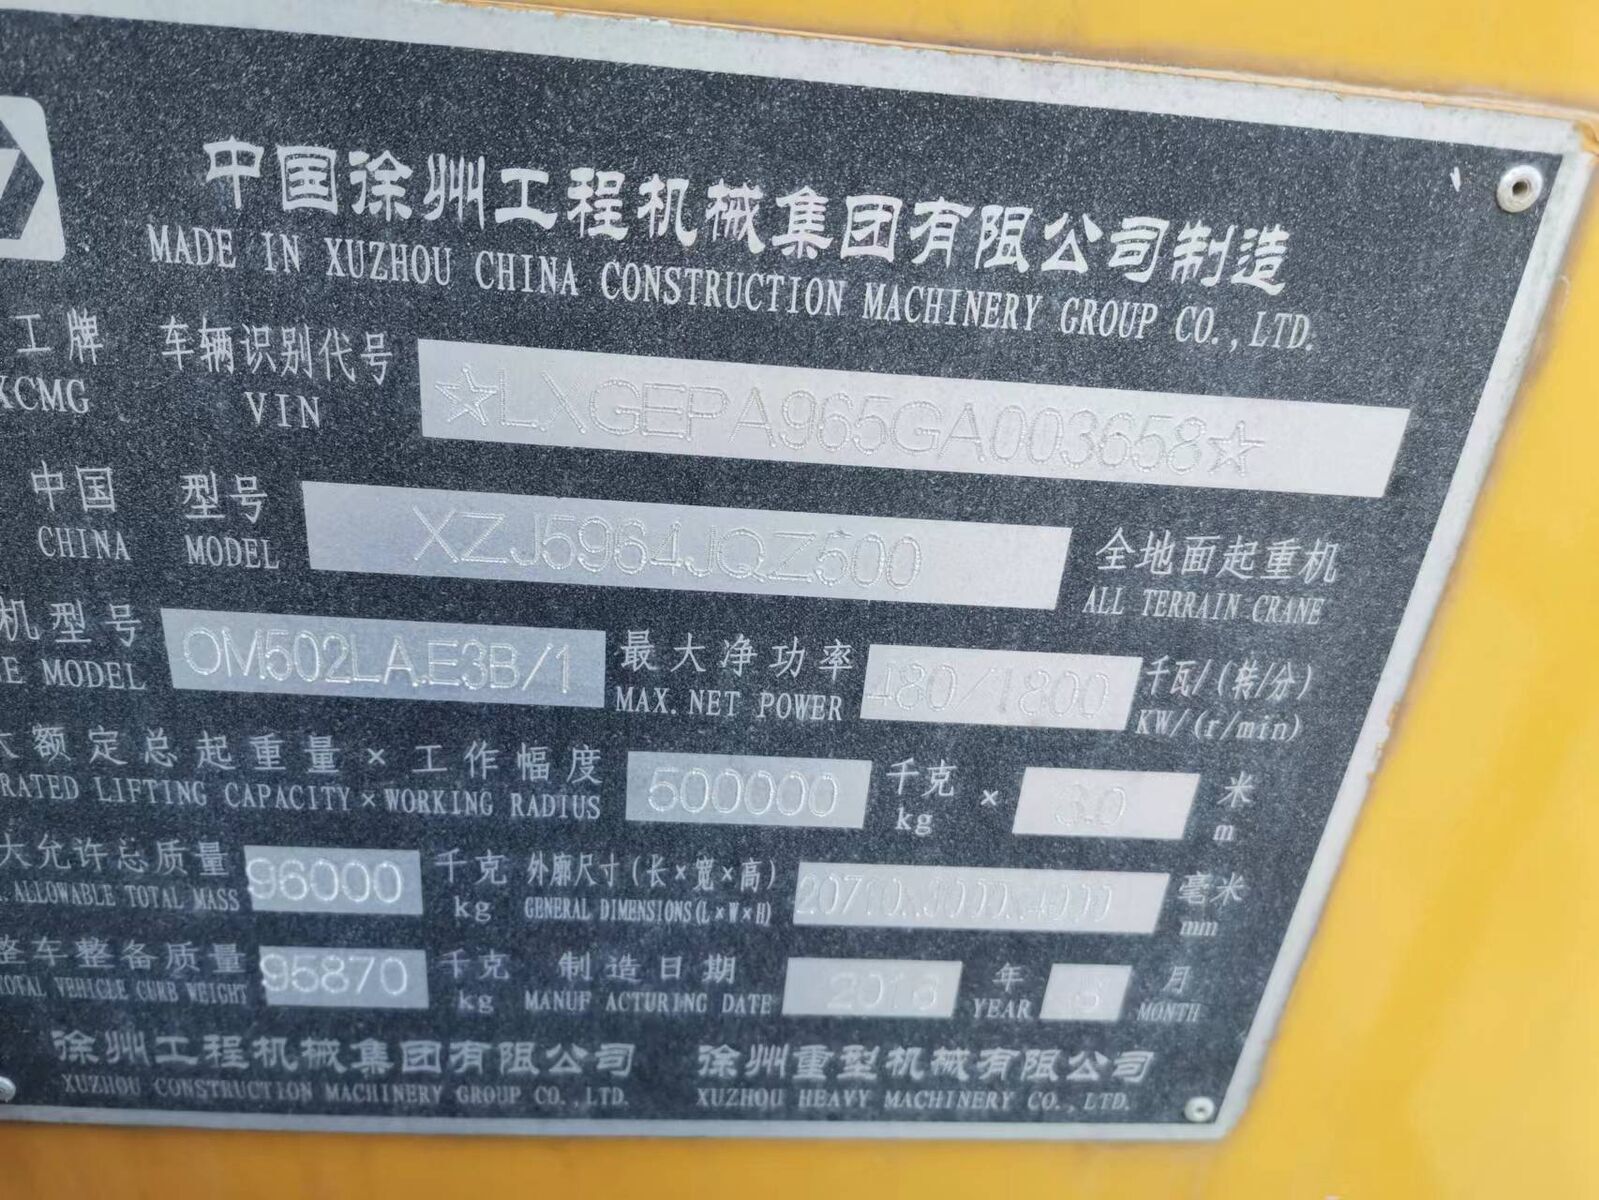 中国徐州工程机械集团有限公司制造
MADE IN XUZHOU CHINA CONSTRUCTION MACHINERY GROUP CO.,LTD.
工牌 车辆识别代号 ☆LXGEPA965GA003658☆
XCMG VIN
中国 型号 XZJ5964JQZ500 全地面起重机
CHINA MODEL ALL TERRAIN CRANE
机型号 OM502LA.E3B/1 最大净功率 480/1800 千瓦/(转/分)
E MODEL MAX. NET POWER KW/(r/min)
大额定总起重量×工作幅度 500000 千克 × 3.0 米
RATED LIFTING CAPACITY×WORKING RADIUS kg m
大允许总质量 96000 千克 外廓尺寸(长×宽×高) 毫米
. ALLOWABLE TOTAL MASS kg GENERAL DIMENSIONS(L×W×H) mm
整车整备质量 95870 千克 制造日期 2016 年 月
TOTAL VEHICLE CURB WEIGHT kg MANUF ACTURING DATE YEAR MONTH
徐州工程机械集团有限公司 徐州重型机械有限公司
XUZHOU CONSTRUCTION MACHINERY GROUP CO.,LTD. XUZHOU HEAVY MACHINERY CO.,LTD.